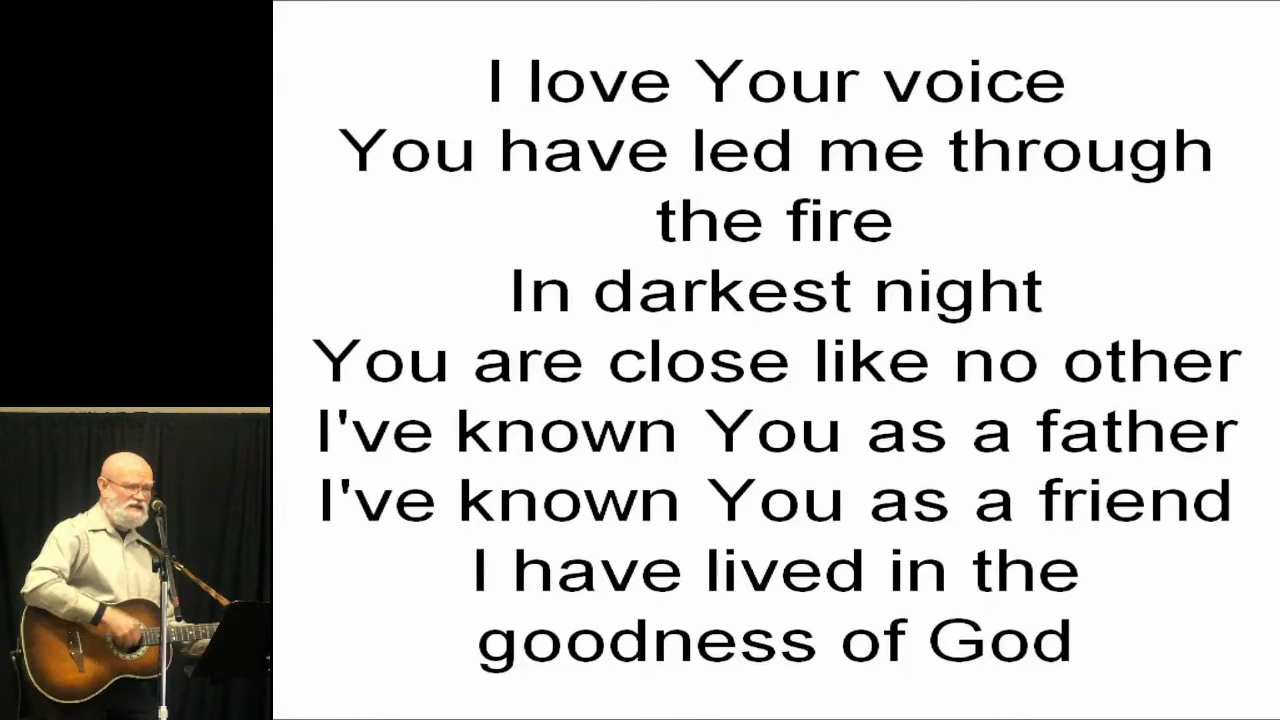 I love Your voice
You have led me through
the fire
In darkest night
You are close like no other
I've known You as a father
I've known You as a friend
I have lived in the
goodness of God